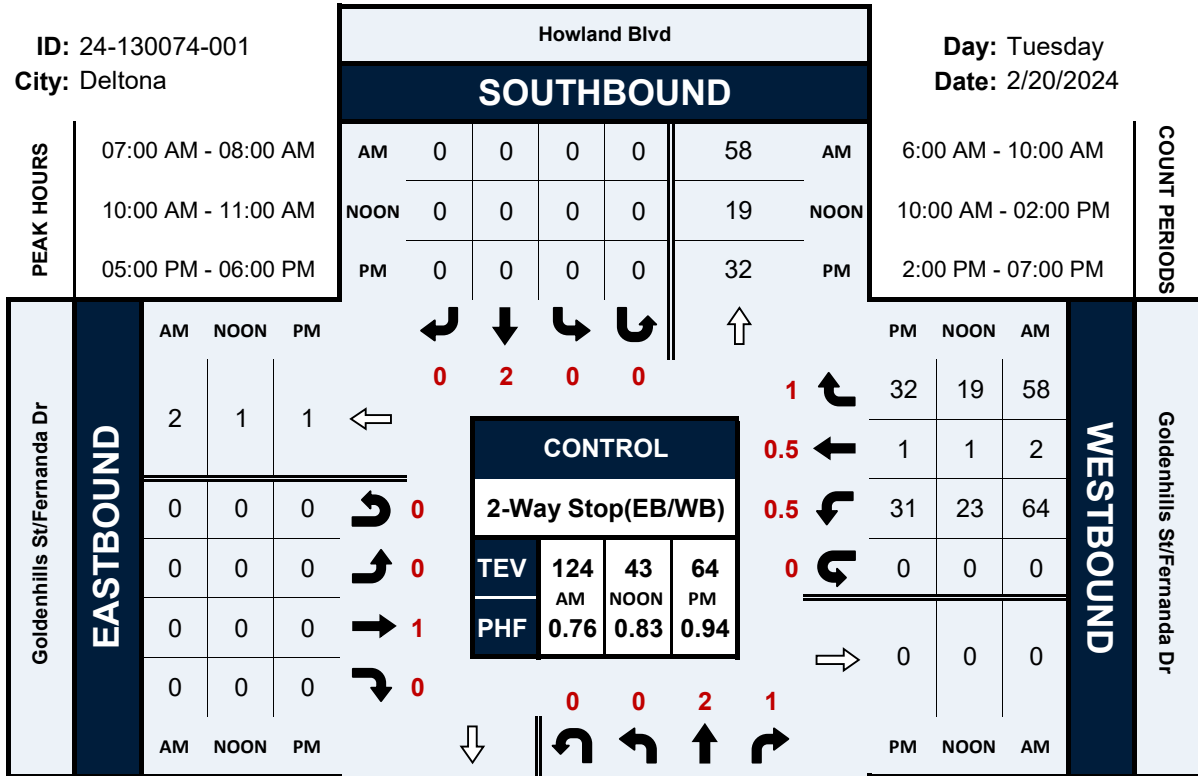 ID: 24-130074-001
City: Deltona
Howland Blvd
SOUTHBOUND
Day: Tuesday
Date: 2/20/2024
PEAK HOURS
07:00 AM - 08:00 AM
10:00 AM - 11:00 AM
05:00 PM - 06:00 PM
AM 0 0 0 0 58 AM
NOON 0 0 0 0 19 NOON
PM 0 0 0 0 32 PM
6:00 AM - 10:00 AM
10:00 AM - 02:00 PM
2:00 PM - 07:00 PM
COUNT PERIODS
0 2 0 0
Goldenhills St/Fernanda Dr
EASTBOUND
AM NOON PM
2 1 1
0 0 0 0
0 0 0 0
0 0 0 1
0 0 0 0
AM NOON PM
CONTROL
2-Way Stop(EB/WB)
TEV 124 43 64
AM NOON PM
PHF 0.76 0.83 0.94
PM NOON AM
1 32 19 58
0.5 1 1 2
0.5 31 23 64
0 0 0 0
0 0 0
PM NOON AM
WESTBOUND
Goldenhills St/Fernanda Dr
0 0 2 1